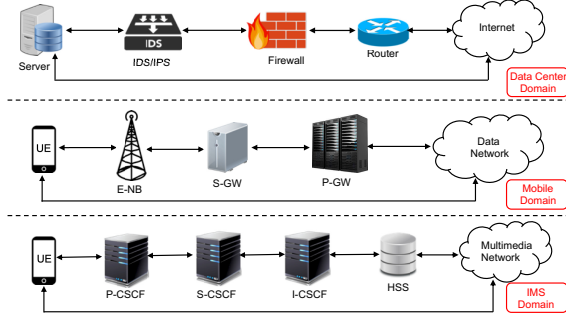 Internet
IDS
Server
IDS/IPS
Firewall
Router
Data Center
Domain
UE
Data
Network
E-NB
S-GW
P-GW
Mobile
Domain
UE
Multimedia
Network
P-CSCF
S-CSCF
I-CSCF
HSS
IMS
Domain